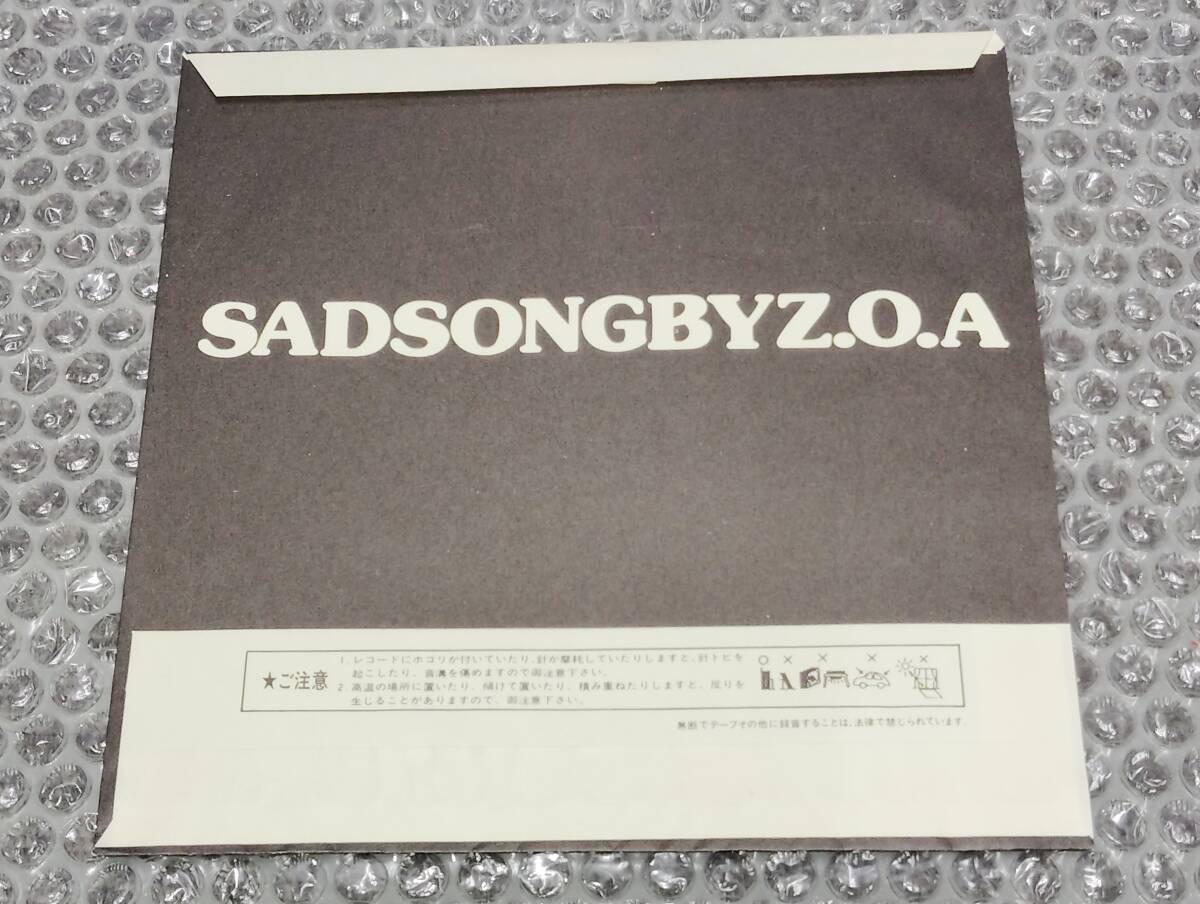 SADSONGBYZ.O.A
★ご注意
1. レコードにホコリが付いていたり、針が摩耗していたりしますと、針トビを
起こしたり、音溝を傷めますので御注意下さい。
2. 高温の場所に置いたり、傾けて置いたり、積み重ねたりしますと、反りを
生じることがありますので、御注意下さい。
○ × × × ×
無断でテープその他に録音することは、法律で禁じられています.